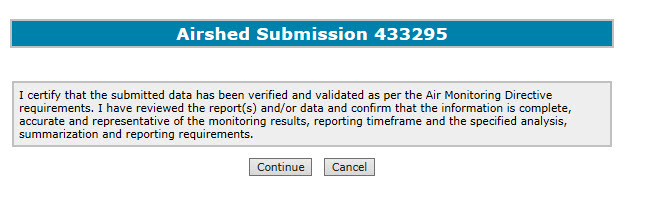 Airshed Submission 433295
I certify that the submitted data has been verified and validated as per the Air Monitoring Directive
requirements. I have reviewed the report(s) and/or data and confirm that the information is complete,
accurate and representative of the monitoring results, reporting timeframe and the specified analysis,
summarization and reporting requirements.
Continue Cancel